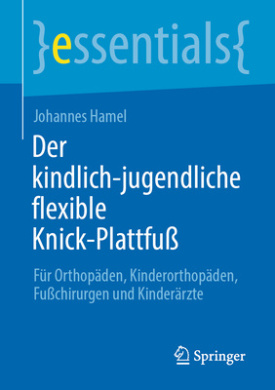 }essentials{
Johannes Hamel
Der
kindlich-jugendliche
flexible
Knick-Plattfuß
Für Orthopäden, Kinderorthopäden,
Fußchirurgen und Kinderärzte
Springer